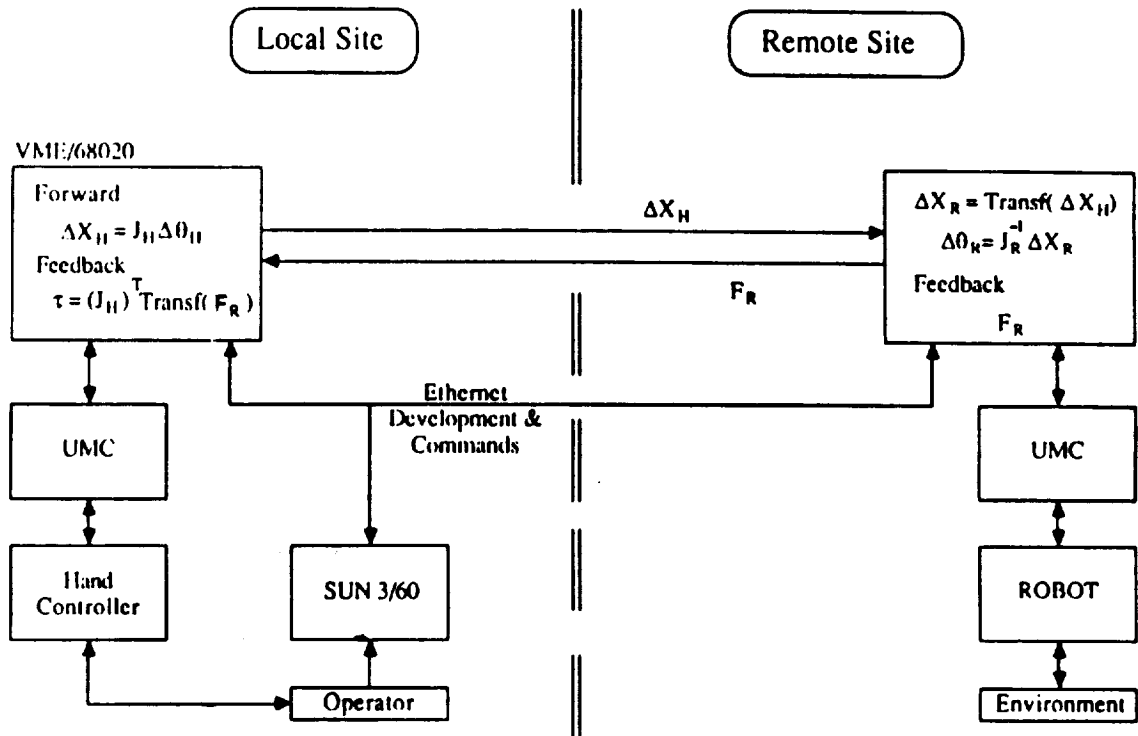 Local Site
Remote Site
VME/68020
Forward
ΔX_H = J_H Δθ_H
Feedback
τ = (J_H)^T Transf( F_R )
ΔX_H
F_R
ΔX_R = Transf( ΔX_H)
Δθ_R = J_R^-1 ΔX_R
Feedback
F_R
Ethernet
Development &
Commands
UMC
UMC
Hand
Controller
SUN 3/60
ROBOT
Operator
Environment